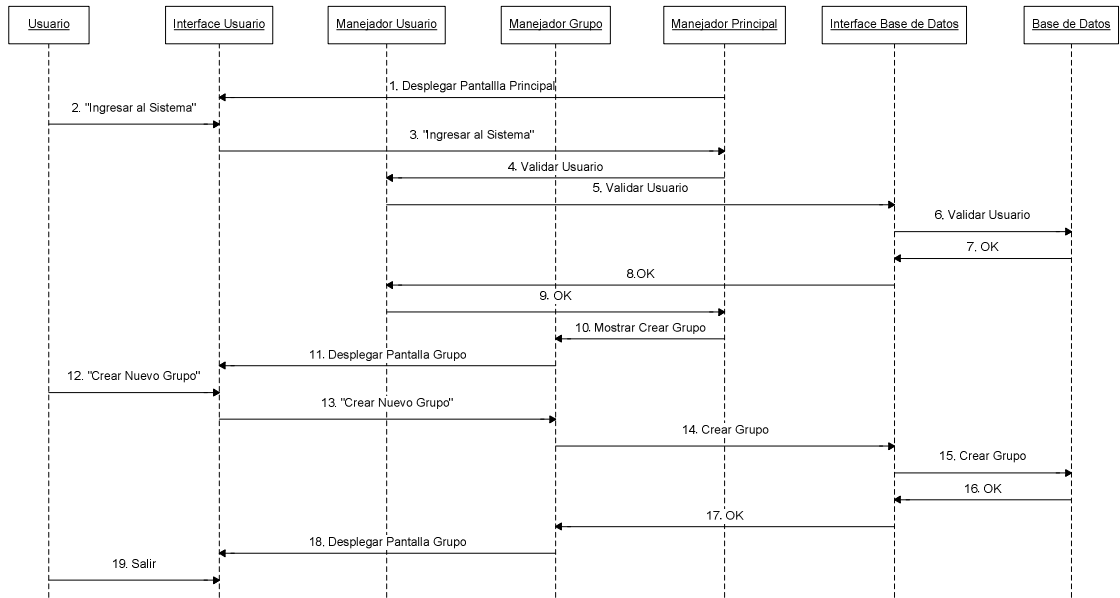 Usuario
Interface Usuario
Manejador Usuario
Manejador Grupo
Manejador Principal
Interface Base de Datos
Base de Datos
1. Desplegar Pantallla Principal
2. "Ingresar al Sistema"
3. "Ingresar al Sistema"
4. Validar Usuario
5. Validar Usuario
6. Validar Usuario
7. OK
8.OK
9. OK
10. Mostrar Crear Grupo
11. Desplegar Pantalla Grupo
12. "Crear Nuevo Grupo"
13. "Crear Nuevo Grupo"
14. Crear Grupo
15. Crear Grupo
16. OK
17. OK
18. Desplegar Pantalla Grupo
19. Salir